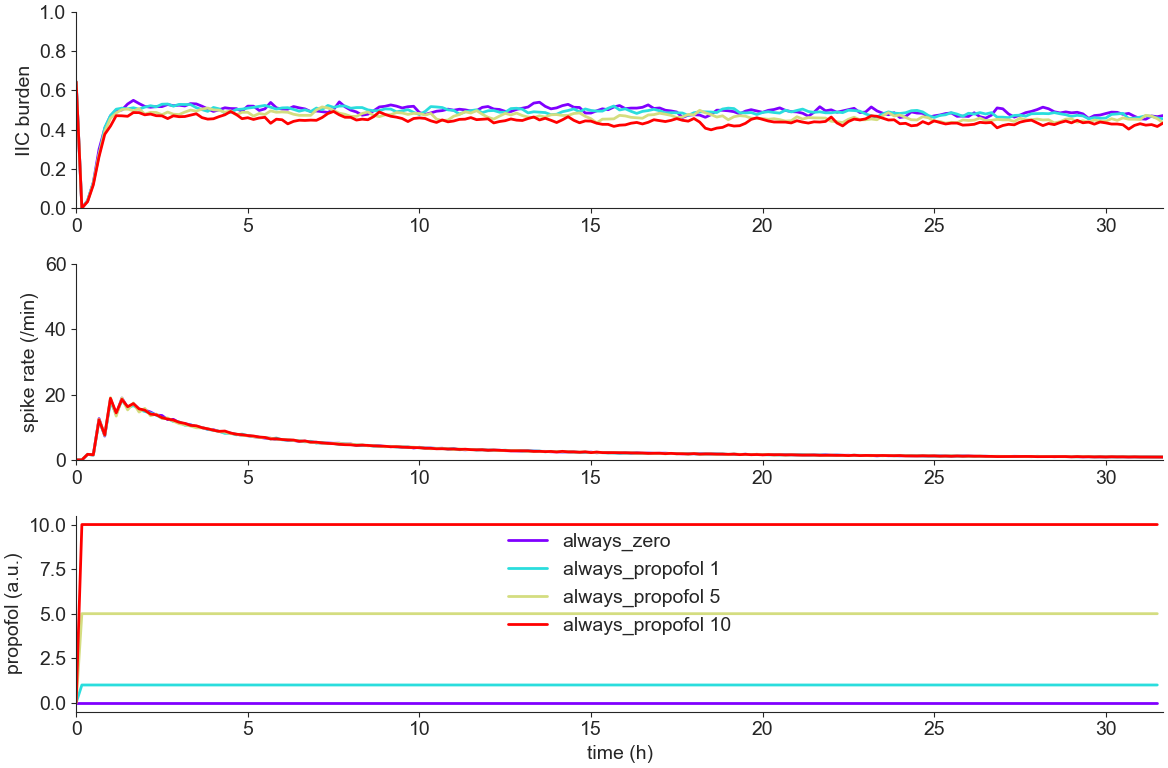 IIC burden
1.0
0.8
0.6
0.4
0.2
0.0
0 5 10 15 20 25 30
spike rate (/min)
60
40
20
0
0 5 10 15 20 25 30
propofol (a.u.)
10.0
7.5
5.0
2.5
0.0
always_zero
always_propofol 1
always_propofol 5
always_propofol 10
0 5 10 15 20 25 30
time (h)